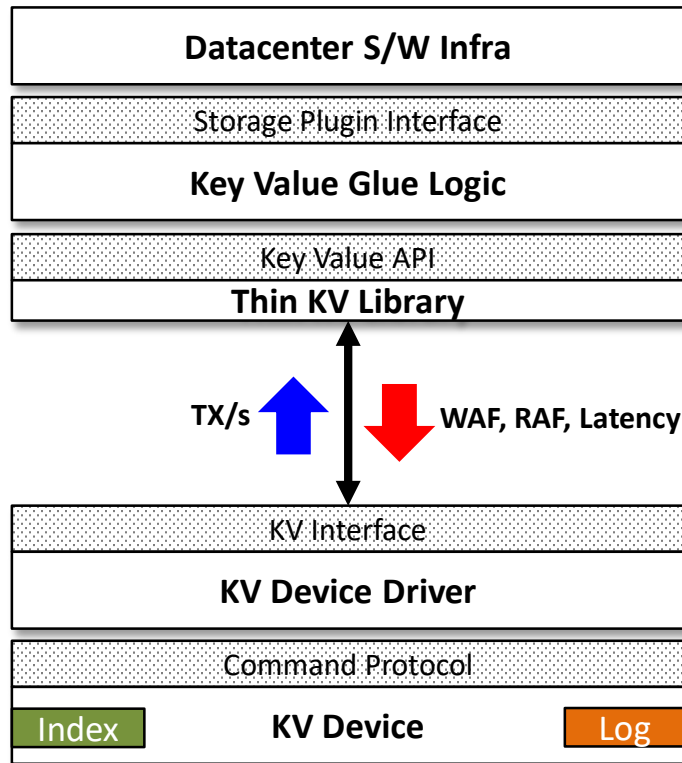 Datacenter S/W Infra
Storage Plugin Interface
Key Value Glue Logic
Key Value API
Thin KV Library
TX/s
WAF, RAF, Latency
KV Interface
KV Device Driver
Command Protocol
Index
KV Device
Log